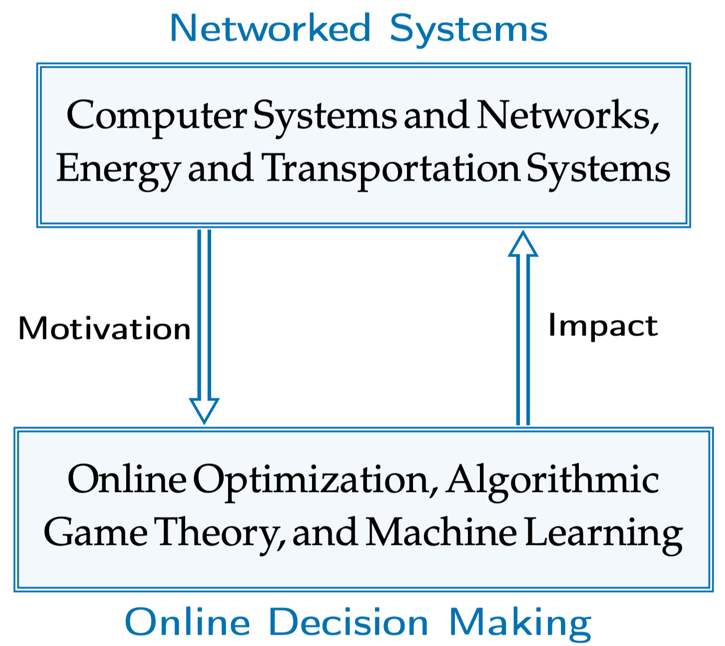 Networked Systems
Computer Systems and Networks,
Energy and Transportation Systems
Motivation
Impact
Online Optimization, Algorithmic
Game Theory, and Machine Learning
Online Decision Making